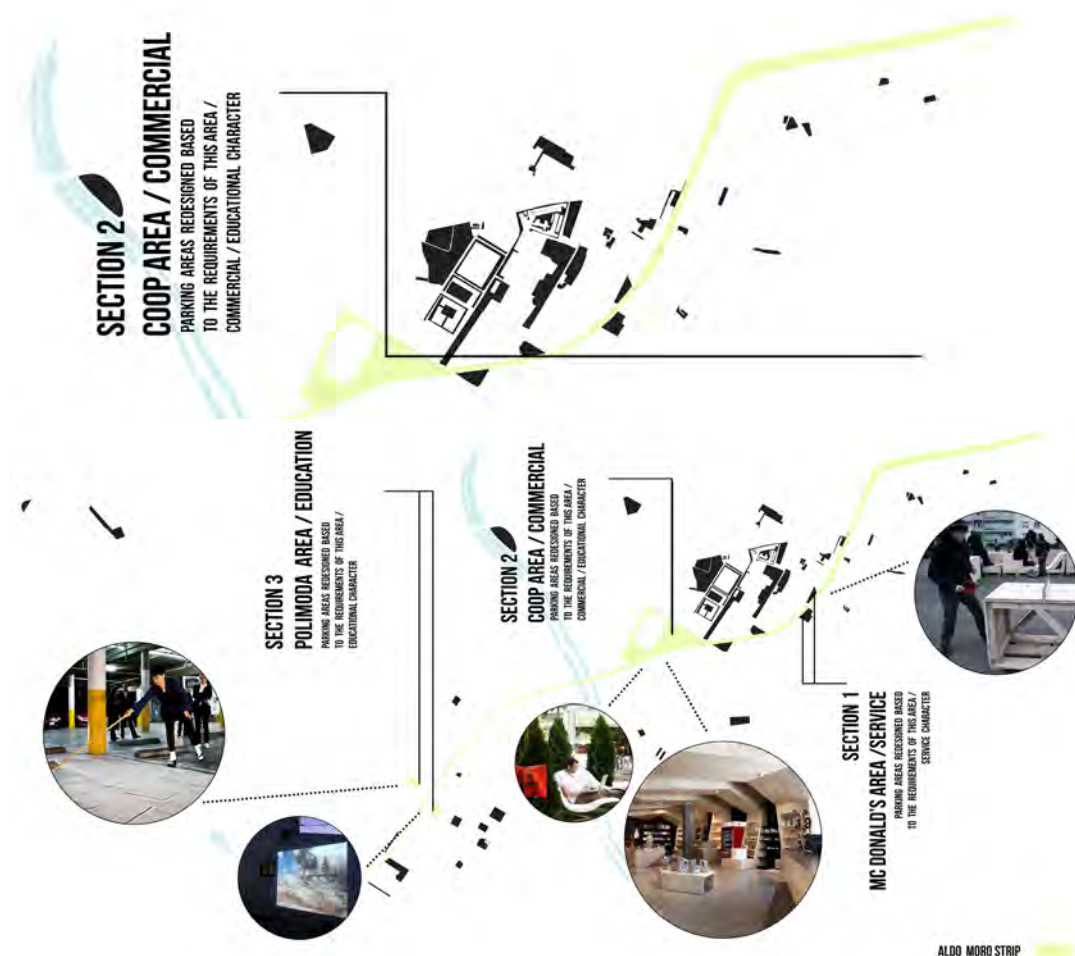 SECTION 2
COOP AREA / COMMERCIAL
PARKING AREAS REDESIGNED BASED
TO THE REQUIREMENTS OF THIS AREA /
COMMERCIAL / EDUCATIONAL CHARACTER
SECTION 3
POLIMODA AREA / EDUCATION
PARKING AREAS REDESIGNED BASED
TO THE REQUIREMENTS OF THIS AREA /
EDUCATIONAL CHARACTER
SECTION 2
COOP AREA / COMMERCIAL
PARKING AREAS REDESIGNED BASED
TO THE REQUIREMENTS OF THIS AREA /
COMMERCIAL / EDUCATIONAL CHARACTER
SECTION 1
MC DONALD'S AREA /SERVICE
PARKING AREAS REDESIGNED BASED
TO THE REQUIREMENTS OF THIS AREA /
SERVICE CHARACTER
ALDO MORO STRIP